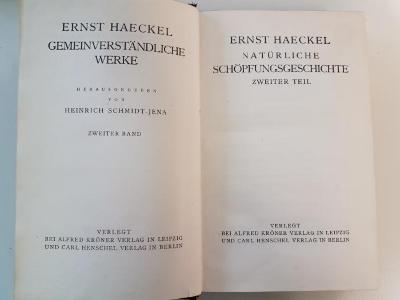 ERNST HAECKEL
GEMEINVERSTÄNDLICHE
WERKE
HERAUSGEGEBEN
VON
HEINRICH SCHMIDT-JENA
ZWEITER BAND
VERLEGT
BEI ALFRED KRÖNER VERLAG IN LEIPZIG
UND CARL HENSCHEL VERLAG IN BERLIN
ERNST HAECKEL
NATÜRLICHE
SCHÖPFUNGSGESCHICHTE
ZWEITER TEIL
VERLEGT
BEI ALFRED KRÖNER VERLAG IN LEIPZIG
UND CARL HENSCHEL VERLAG IN BERLIN